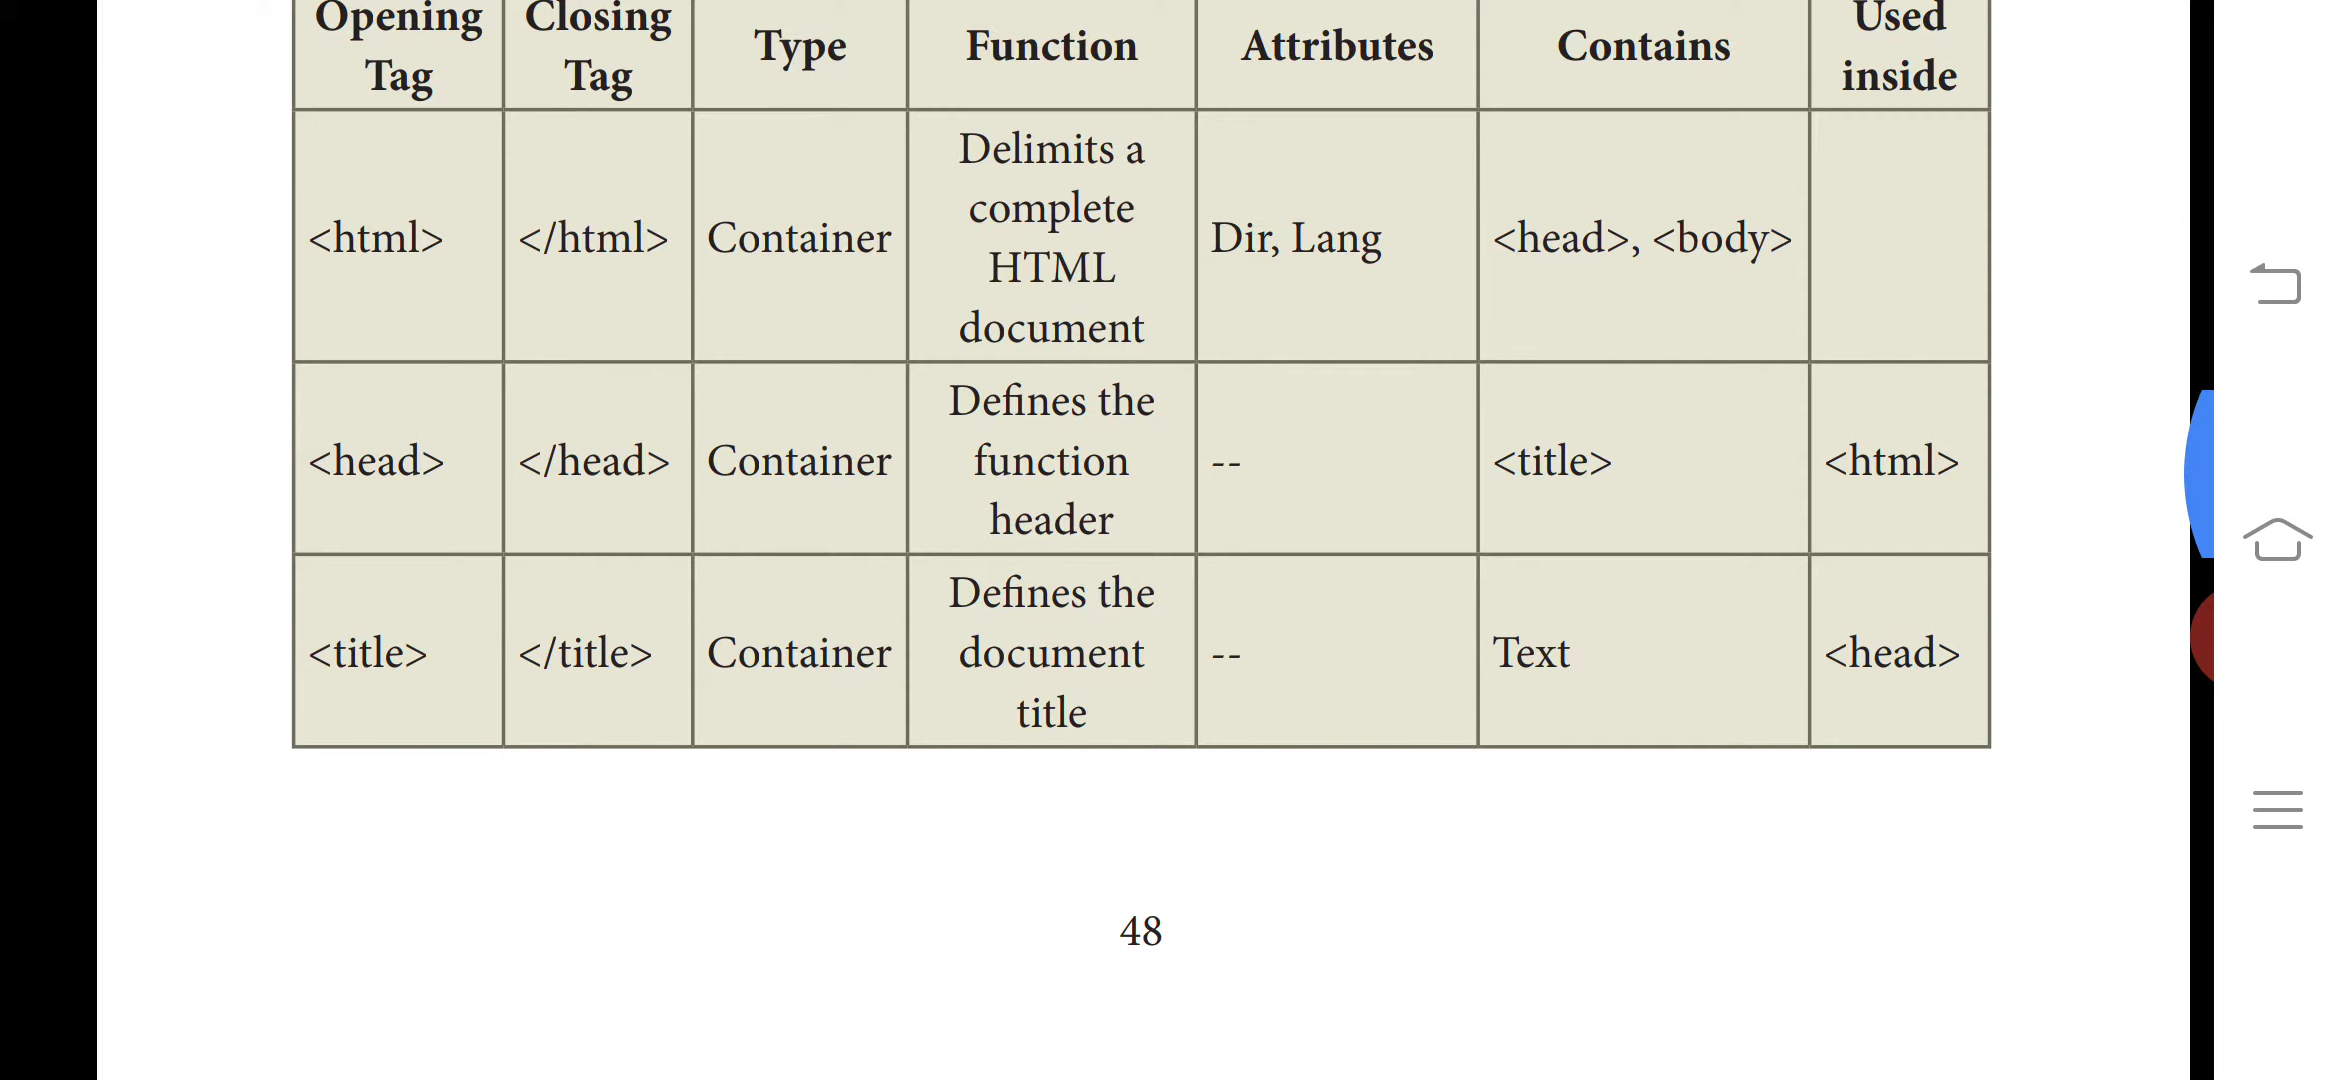 Opening Tag | Closing Tag | Type | Function | Attributes | Contains | Used inside
<html> | </html> | Container | Delimits a complete HTML document | Dir, Lang | <head>, <body> |
<head> | </head> | Container | Defines the function header | -- | <title> | <html>
<title> | </title> | Container | Defines the document title | -- | Text | <head>
48